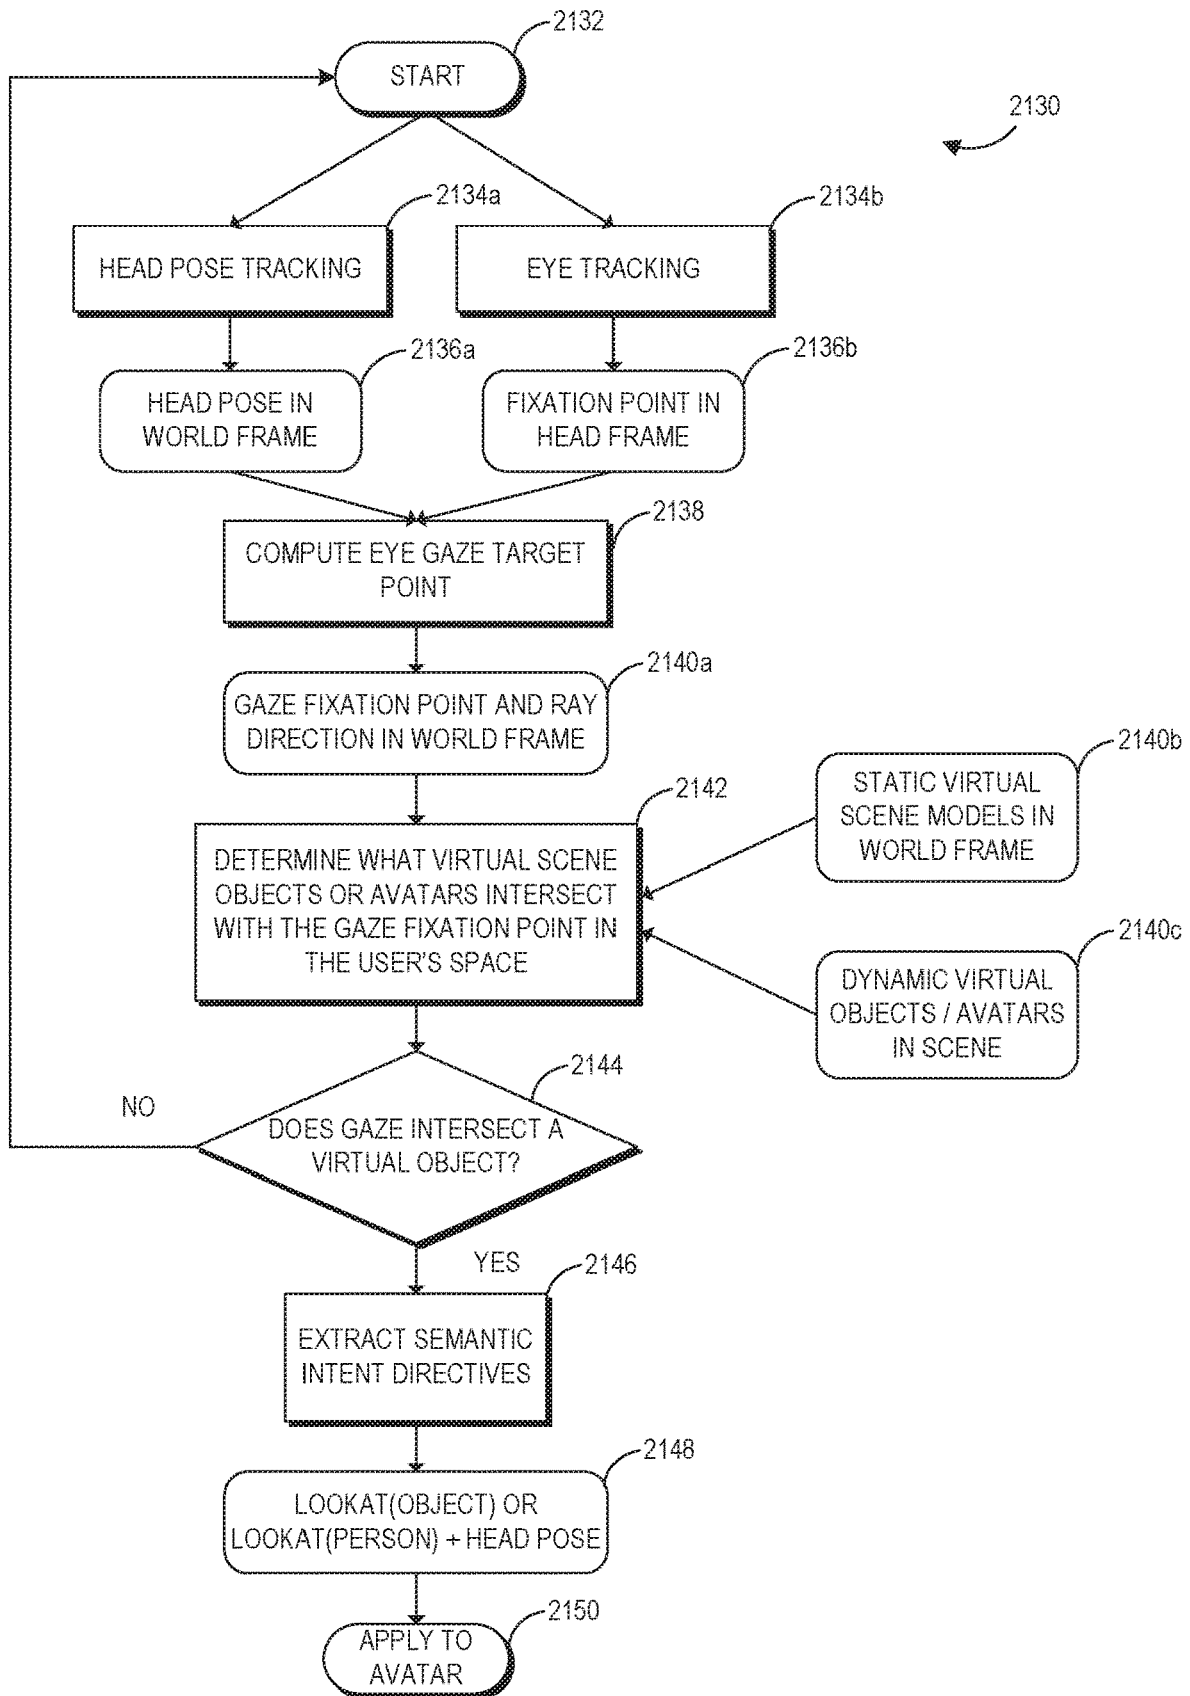 2132
START
2130
2134a
HEAD POSE TRACKING
2134b
EYE TRACKING
2136a
HEAD POSE IN
WORLD FRAME
2136b
FIXATION POINT IN
HEAD FRAME
2138
COMPUTE EYE GAZE TARGET
POINT
2140a
GAZE FIXATION POINT AND RAY
DIRECTION IN WORLD FRAME
2140b
STATIC VIRTUAL
SCENE MODELS IN
WORLD FRAME
2142
DETERMINE WHAT VIRTUAL SCENE
OBJECTS OR AVATARS INTERSECT
WITH THE GAZE FIXATION POINT IN
THE USER'S SPACE
2140c
DYNAMIC VIRTUAL
OBJECTS / AVATARS
IN SCENE
2144
NO
DOES GAZE INTERSECT A
VIRTUAL OBJECT?
YES
2146
EXTRACT SEMANTIC
INTENT DIRECTIVES
2148
LOOKAT(OBJECT) OR
LOOKAT(PERSON) + HEAD POSE
2150
APPLY TO
AVATAR